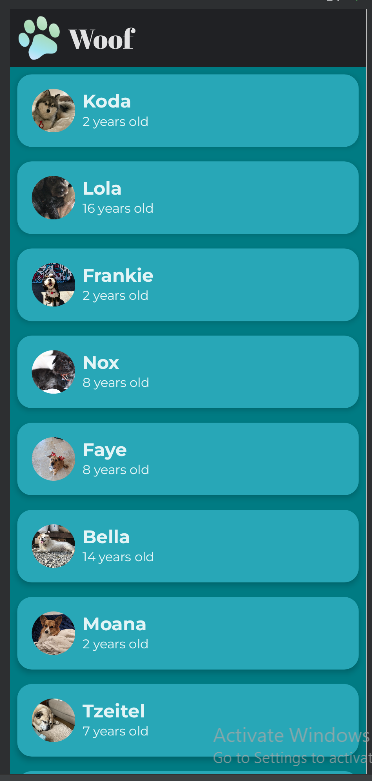 Woof
Koda
2 years old
Lola
16 years old
Frankie
2 years old
Nox
8 years old
Faye
8 years old
Bella
14 years old
Moana
2 years old
Tzeitel
7 years old
Activate Windows
Go to Settings to activat